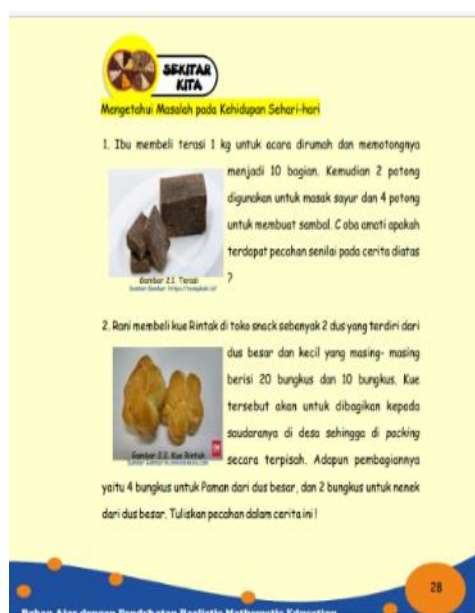 SEKITAR
KITA
Mengetahui Masalah pada Kehidupan Sehari-hari
1. Ibu membeli terasi 1 kg untuk acara dirumah dan memotongnya
menjadi 10 bagian. Kemudian 2 potong
digunakan untuk masak sayur dan 4 potong
untuk membuat sambal. Coba amati apakah
terdapat pecahan senilai pada cerita diatas
?
Gambar 2.1. Terasi
2. Rani membeli kue Rintak di toko snack sebanyak 2 dus yang terdiri dari
dus besar dan kecil yang masing- masing
berisi 20 bungkus dan 10 bungkus. Kue
tersebut akan untuk dibagikan kepada
saudaranya di desa sehingga di packing
secara terpisah. Adapun pembagiannya
Gambar 2.2. Kue Rintak
yaitu 4 bungkus untuk Paman dari dus besar, dan 2 bungkus untuk nenek
dari dus besar. Tuliskan pecahan dalam cerita ini !
28
Bahan Ajar dengan Pendekatan Realistic Mathematic Education